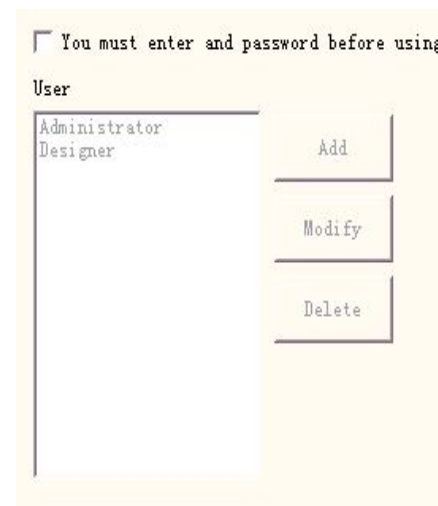 You must enter and password before using
User
Administrator
Designer
Add
Modify
Delete